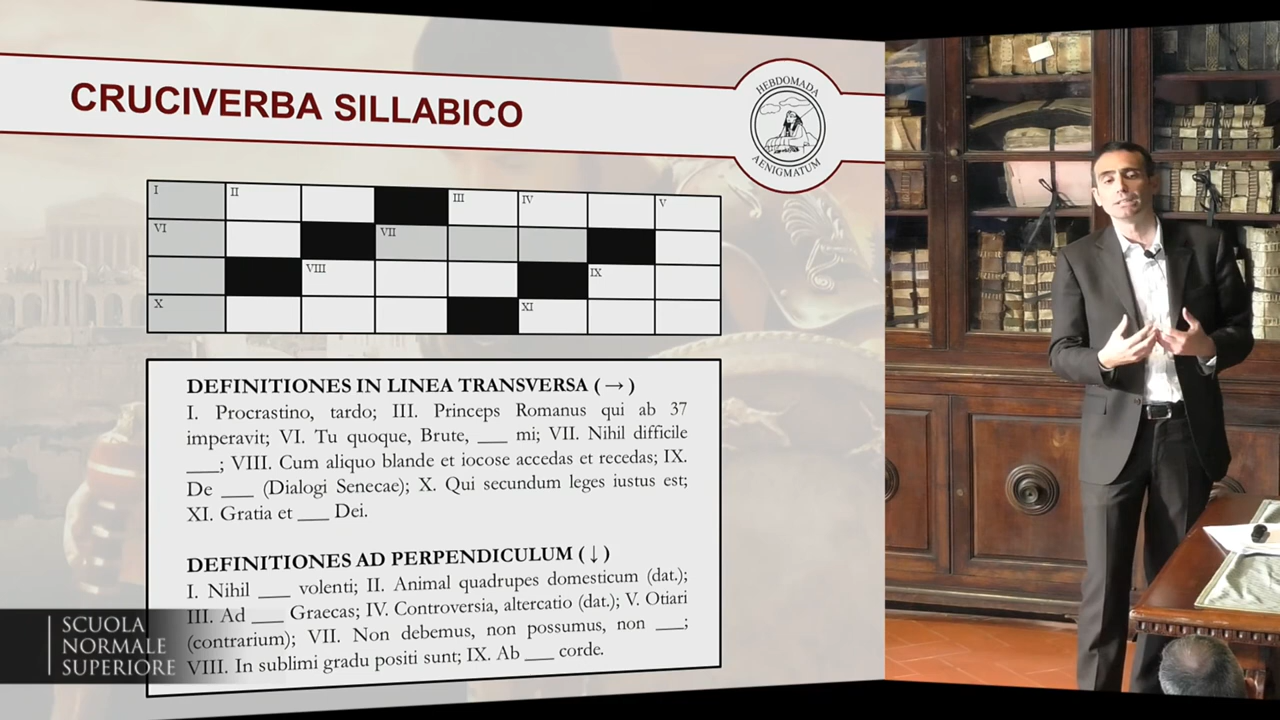 CRUCIVERBA SILLABICO
HEBDOMADA
AENIGMATUM
I II III IV V
VI VII
VIII IX
X XI
DEFINITIONES IN LINEA TRANSVERSA (→)
I. Procrastino, tardo; III. Princeps Romanus qui ab 37
imperavit; VI. Tu quoque, Brute, ___ mi; VII. Nihil difficile
___; VIII. Cum aliquo blande et iocose accedas et recedas; IX.
De ___ (Dialogi Senecae); X. Qui secundum leges iustus est;
XI. Gratia et ___ Dei.
DEFINITIONES AD PERPENDICULUM (↓)
I. Nihil ___ volenti; II. Animal quadrupes domesticum (dat.);
III. Ad ___ Graecas; IV. Controversia, altercatio (dat.); V. Otiari
(contrarium); VII. Non debemus, non possumus, non ___;
VIII. In sublimi gradu positi sunt; IX. Ab ___ corde.
SCUOLA
NORMALE
SUPERIORE